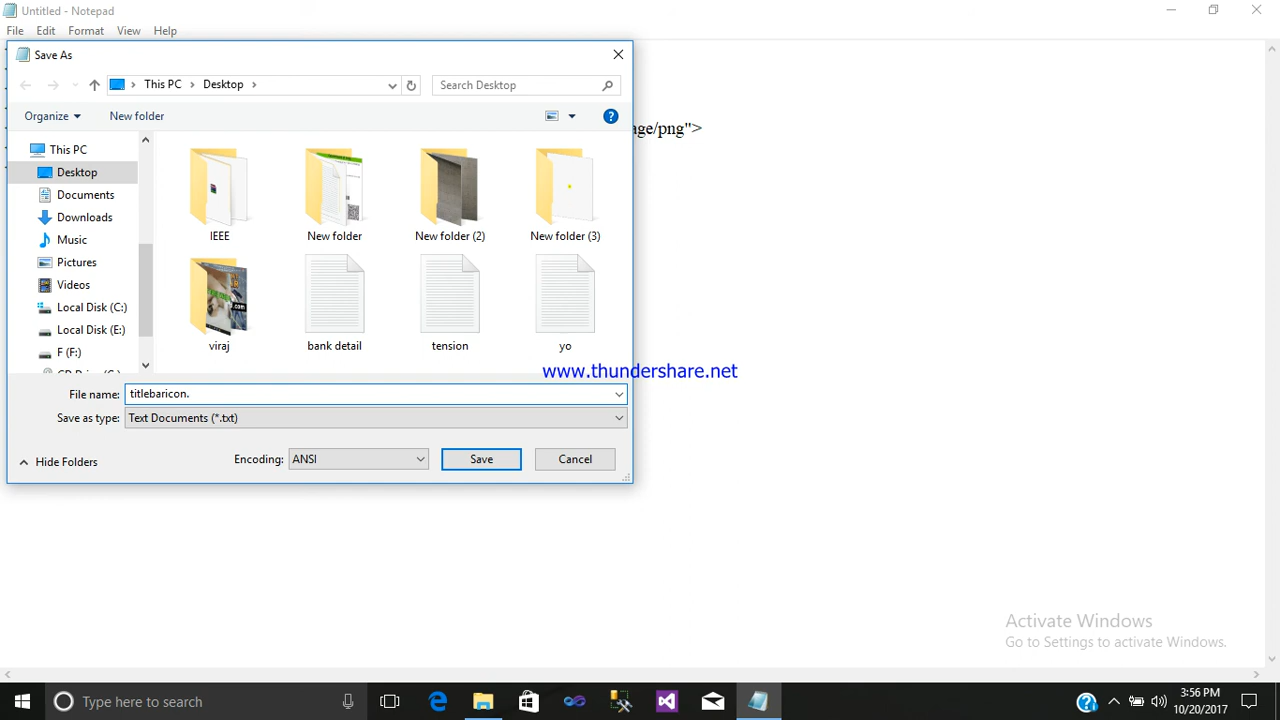 Untitled - Notepad
File Edit Format View Help
Save As
This PC Desktop
Search Desktop
Organize New folder
age/png">
This PC
Desktop
Documents
Downloads
Music
Pictures
Videos
Local Disk (C:)
Local Disk (E:)
F (F:)
IEEE
New folder
New folder (2)
New folder (3)
viraj
bank detail
tension
yo
www.thundershare.net
File name: titlebaricon.
Save as type: Text Documents (*.txt)
Hide Folders
Encoding: ANSI
Save
Cancel
Activate Windows
Go to Settings to activate Windows.
Type here to search
3:56 PM
10/20/2017